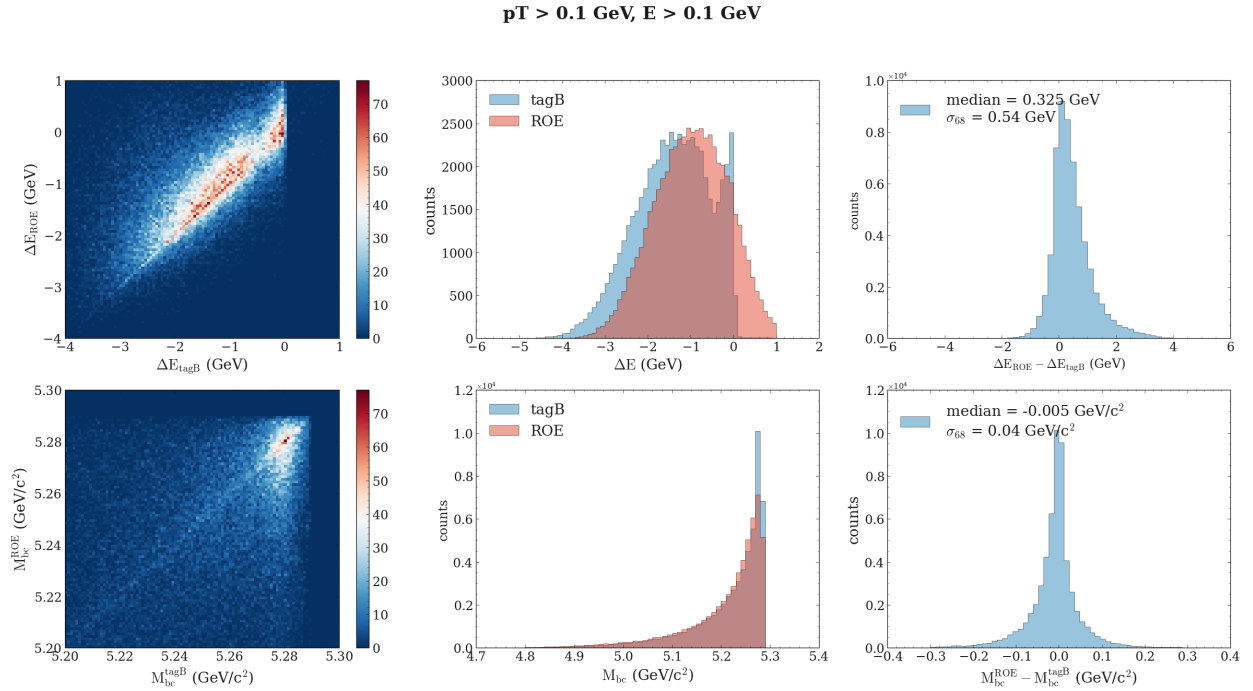 pT > 0.1 GeV, E > 0.1 GeV
1
0
−1
−2
−3
−4
ΔE_ROE (GeV)
−4 −3 −2 −1 0 1
ΔE_tagB (GeV)
70
60
50
40
30
20
10
0
3000
2500
2000
1500
1000
500
0
counts
tagB
ROE
−6 −5 −4 −3 −2 −1 0 1 2
ΔE (GeV)
×10⁴
1.0
0.8
0.6
0.4
0.2
0.0
counts
median = 0.325 GeV
σ₆₈ = 0.54 GeV
−6 −4 −2 0 2 4 6
ΔE_ROE − ΔE_tagB (GeV)
5.30
5.28
5.26
5.24
5.22
5.20
M_bc^ROE (GeV/c²)
5.20 5.22 5.24 5.26 5.28 5.30
M_bc^tagB (GeV/c²)
70
60
50
40
30
20
10
0
×10⁴
1.2
1.0
0.8
0.6
0.4
0.2
0.0
counts
tagB
ROE
4.7 4.8 4.9 5.0 5.1 5.2 5.3 5.4
M_bc (GeV/c²)
×10⁴
1.2
1.0
0.8
0.6
0.4
0.2
0.0
counts
median = -0.005 GeV/c²
σ₆₈ = 0.04 GeV/c²
−0.4 −0.3 −0.2 −0.1 0.0 0.1 0.2 0.3 0.4
M_bc^ROE − M_bc^tagB (GeV/c²)